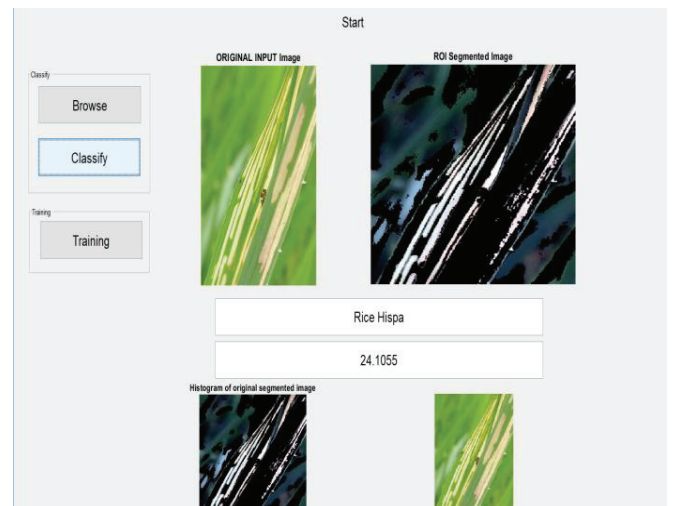 Start
ORIGINAL INPUT Image
ROI Segmented Image
Classify
Browse
Classify
Training
Training
Rice Hispa
24.1055
Histogram of original segmented image